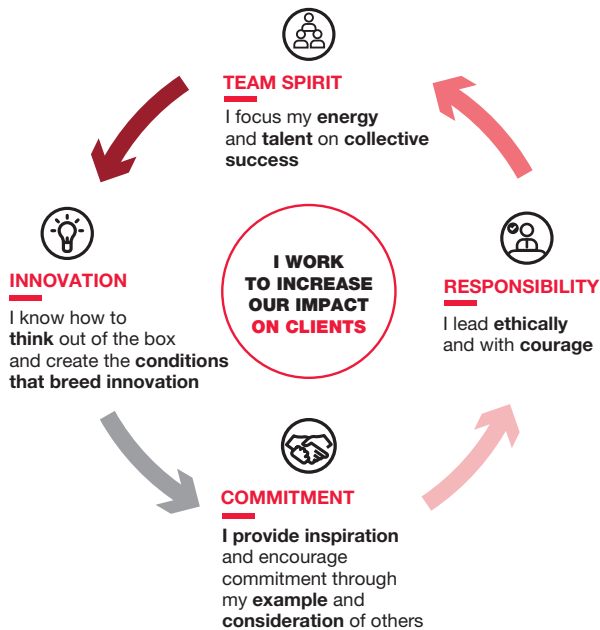 TEAM SPIRIT
I focus my energy
and talent on collective
success
INNOVATION
I know how to
think out of the box
and create the conditions
that breed innovation
I WORK
TO INCREASE
OUR IMPACT
ON CLIENTS
RESPONSIBILITY
I lead ethically
and with courage
COMMITMENT
I provide inspiration
and encourage
commitment through
my example and
consideration of others